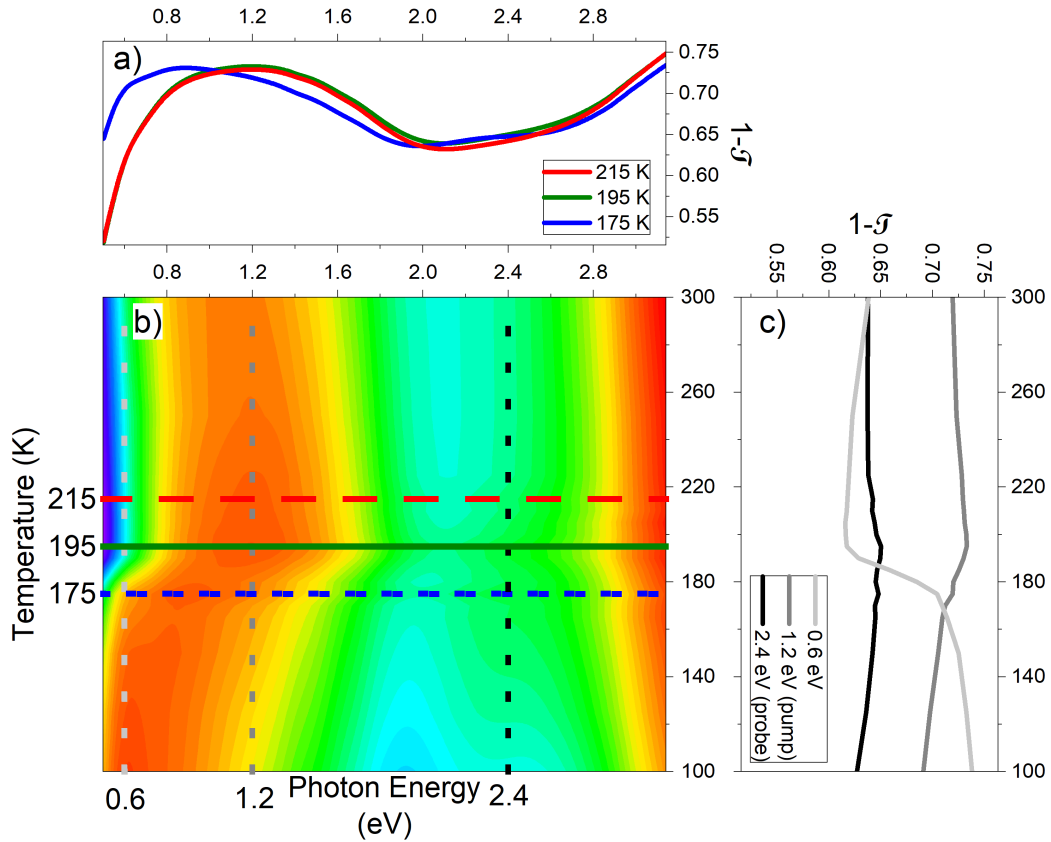 0.8 1.2 1.6 2.0 2.4 2.8
a)
0.75
0.70
0.65
0.60
0.55
1-𝒯
215 K
195 K
175 K
0.8 1.2 1.6 2.0 2.4 2.8
b)
300
260
220
180
140
100
215
195
175
Temperature (K)
0.6 1.2 2.4
Photon Energy
(eV)
1-𝒯
0.55 0.60 0.65 0.70 0.75
c)
300
260
220
180
140
100
0.6 eV
1.2 eV (pump)
2.4 eV (probe)